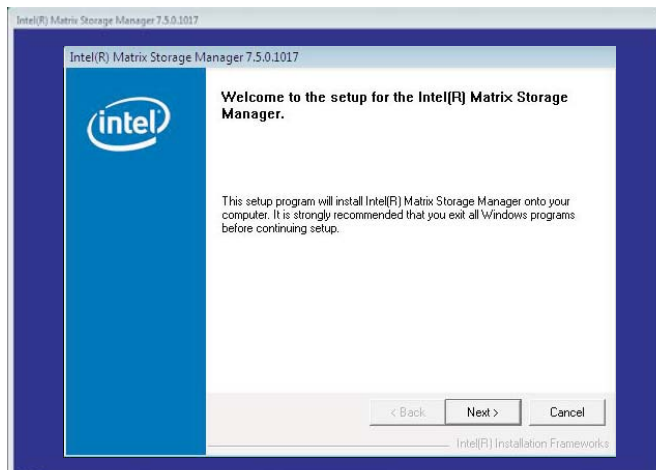 Intel(R) Matrix Storage Manager 7.5.0.1017
Intel(R) Matrix Storage Manager 7.5.0.1017
intel
Welcome to the setup for the Intel(R) Matrix Storage
Manager.
This setup program will install Intel(R) Matrix Storage Manager onto your
computer. It is strongly recommended that you exit all Windows programs
before continuing setup.
< Back
Next >
Cancel
Intel(R) Installation Frameworks